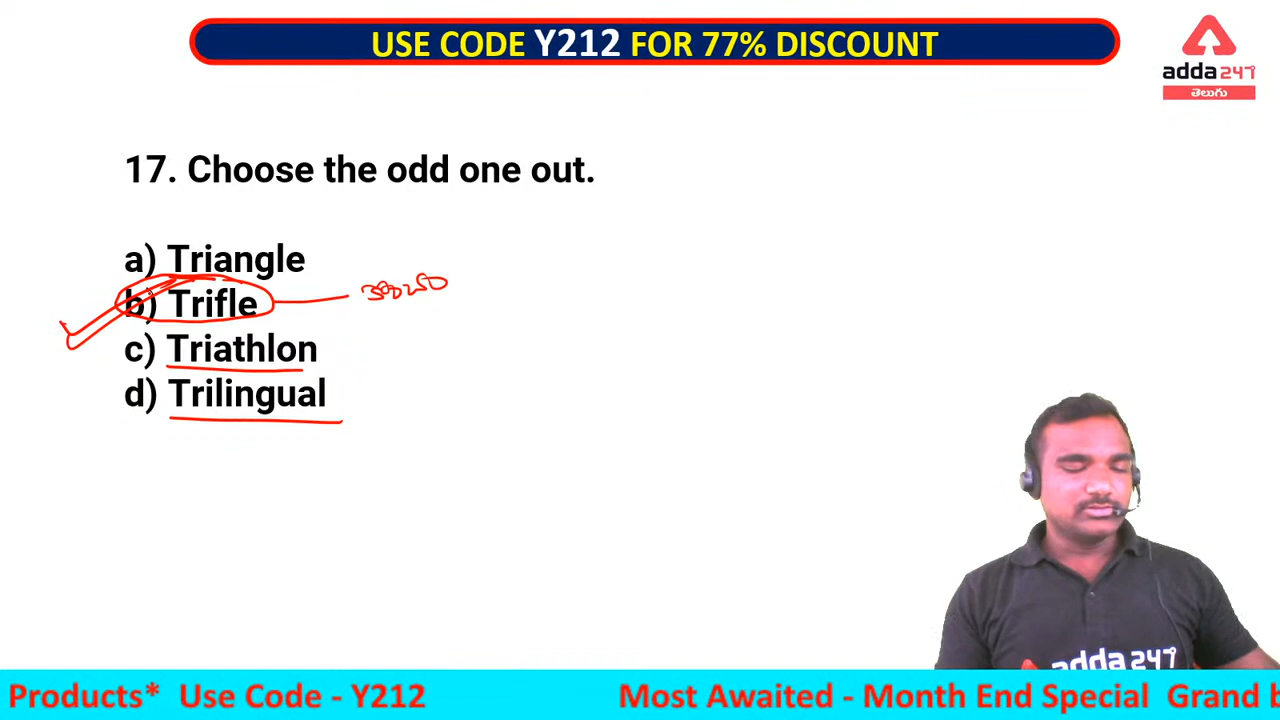 USE CODE Y212 FOR 77% DISCOUNT
adda247
తెలుగు
17. Choose the odd one out.
a) Triangle
b) Trifle
c) Triathlon
d) Trilingual
adda247
Products* Use Code - Y212 Most Awaited - Month End Special Grand b